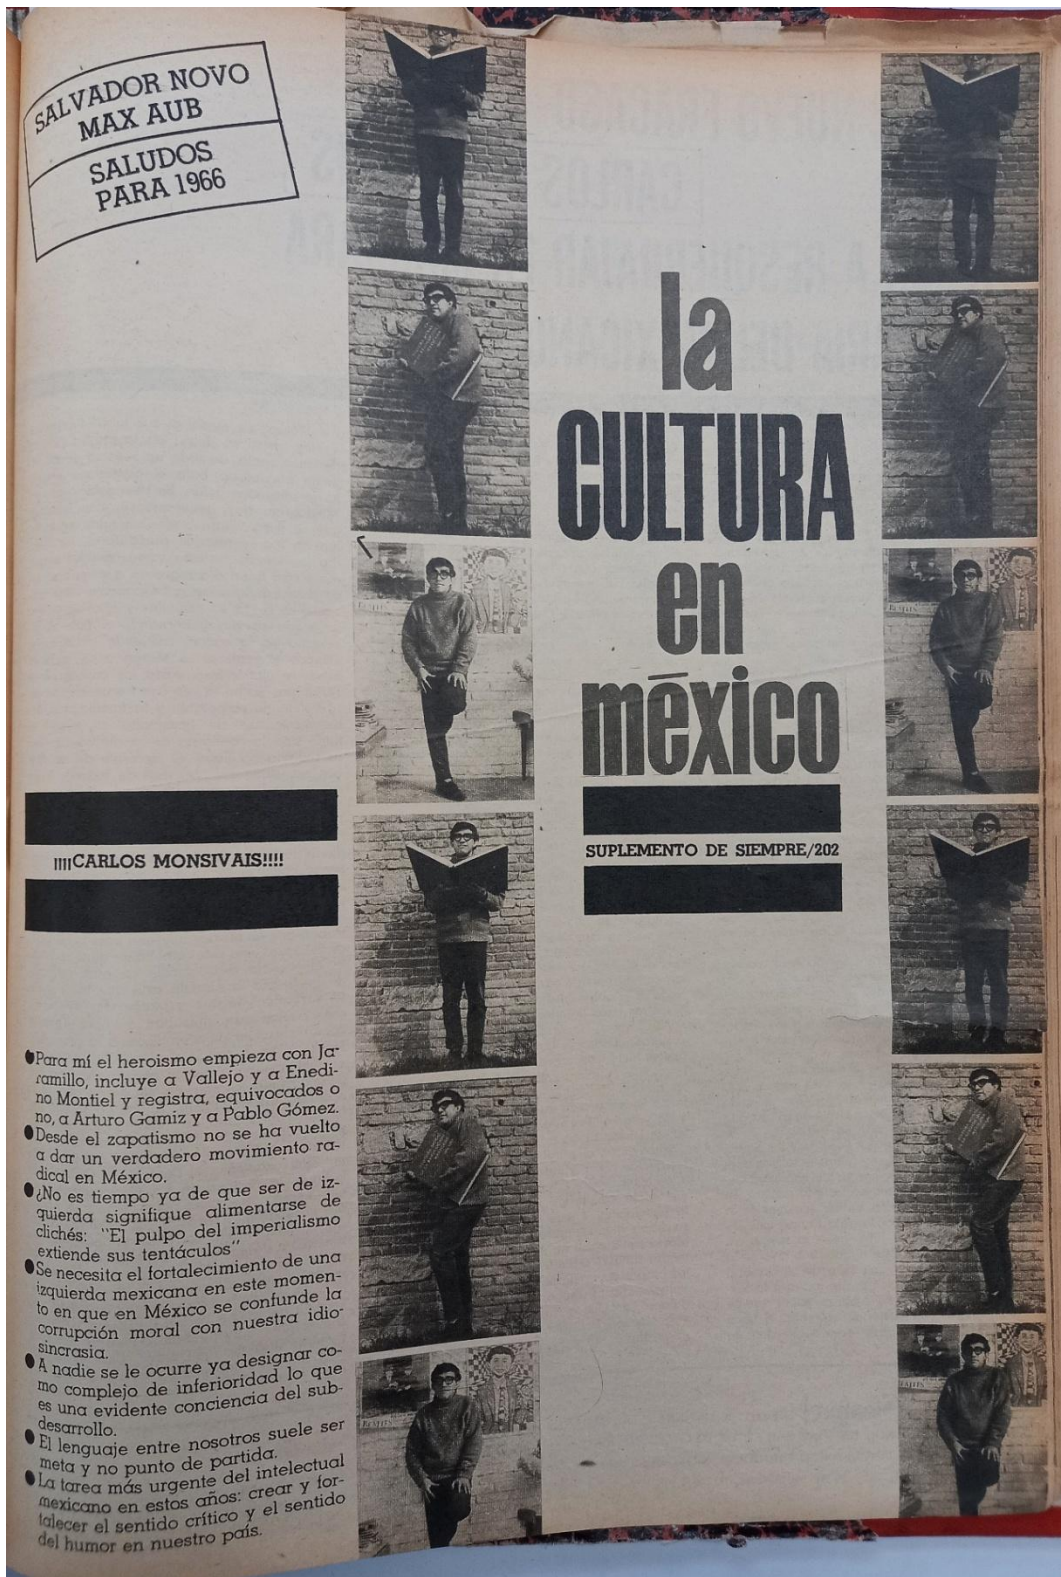 SALVADOR NOVO
MAX AUB
SALUDOS
PARA 1966
la
CULTURA
en
méxico
SUPLEMENTO DE SIEMPRE/202
¡¡¡¡CARLOS MONSIVAIS!!!!
●Para mí el heroismo empieza con Ja-
ramillo, incluye a Vallejo y a Enedi-
no Montiel y registra, equivocados o
no, a Arturo Gamiz y a Pablo Gómez.
●Desde el zapatismo no se ha vuelto
a dar un verdadero movimiento ra-
dical en México.
●¿No es tiempo ya de que ser de iz-
quierda signifique alimentarse de
clichés: "El pulpo del imperialismo
extiende sus tentáculos"
●Se necesita el fortalecimiento de una
izquierda mexicana en este momen-
to en que en México se confunde la
corrupción moral con nuestra idio-
sincrasia.
●A nadie se le ocurre ya designar co-
mo complejo de inferioridad lo que
es una evidente conciencia del sub-
desarrollo.
●El lenguaje entre nosotros suele ser
meta y no punto de partida.
●La tarea más urgente del intelectual
mexicano en estos años: crear y for-
talecer el sentido crítico y el sentido
del humor en nuestro país.